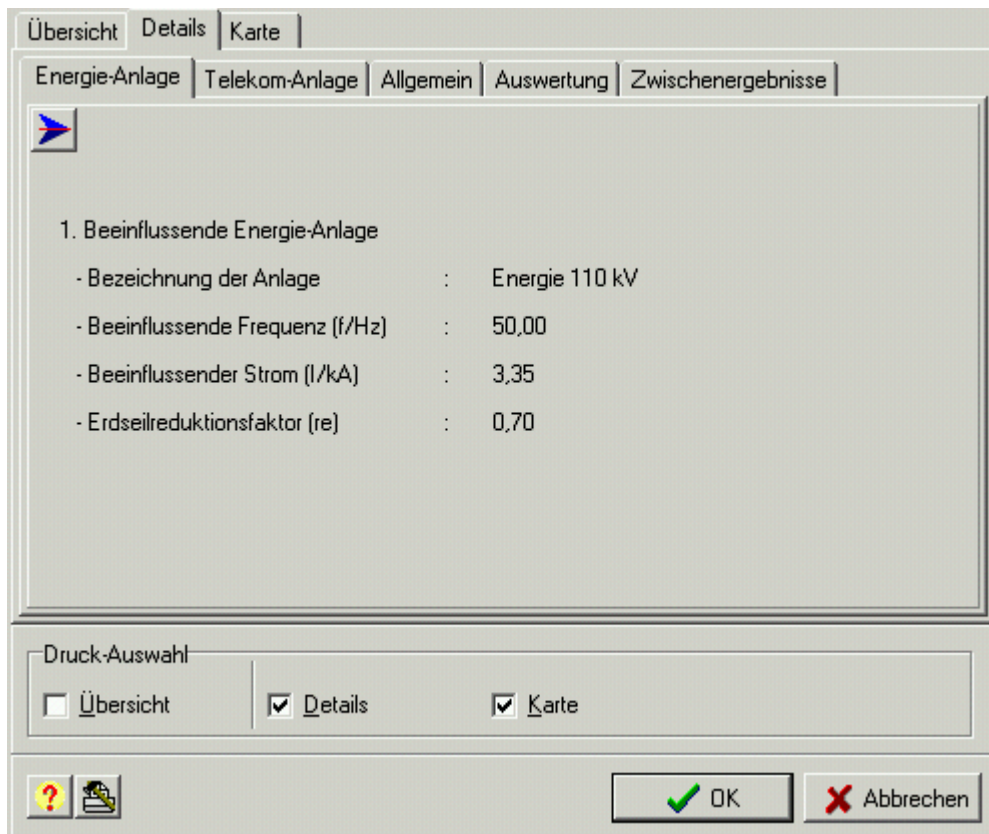 Übersicht Details Karte
Energie-Anlage Telekom-Anlage Allgemein Auswertung Zwischenergebnisse
1. Beeinflussende Energie-Anlage
- Bezeichnung der Anlage : Energie 110 kV
- Beeinflussende Frequenz (f/Hz) : 50,00
- Beeinflussender Strom (I/kA) : 3,35
- Erdseilreduktionsfaktor (re) : 0,70
Druck-Auswahl
Übersicht Details Karte
? OK Abbrechen